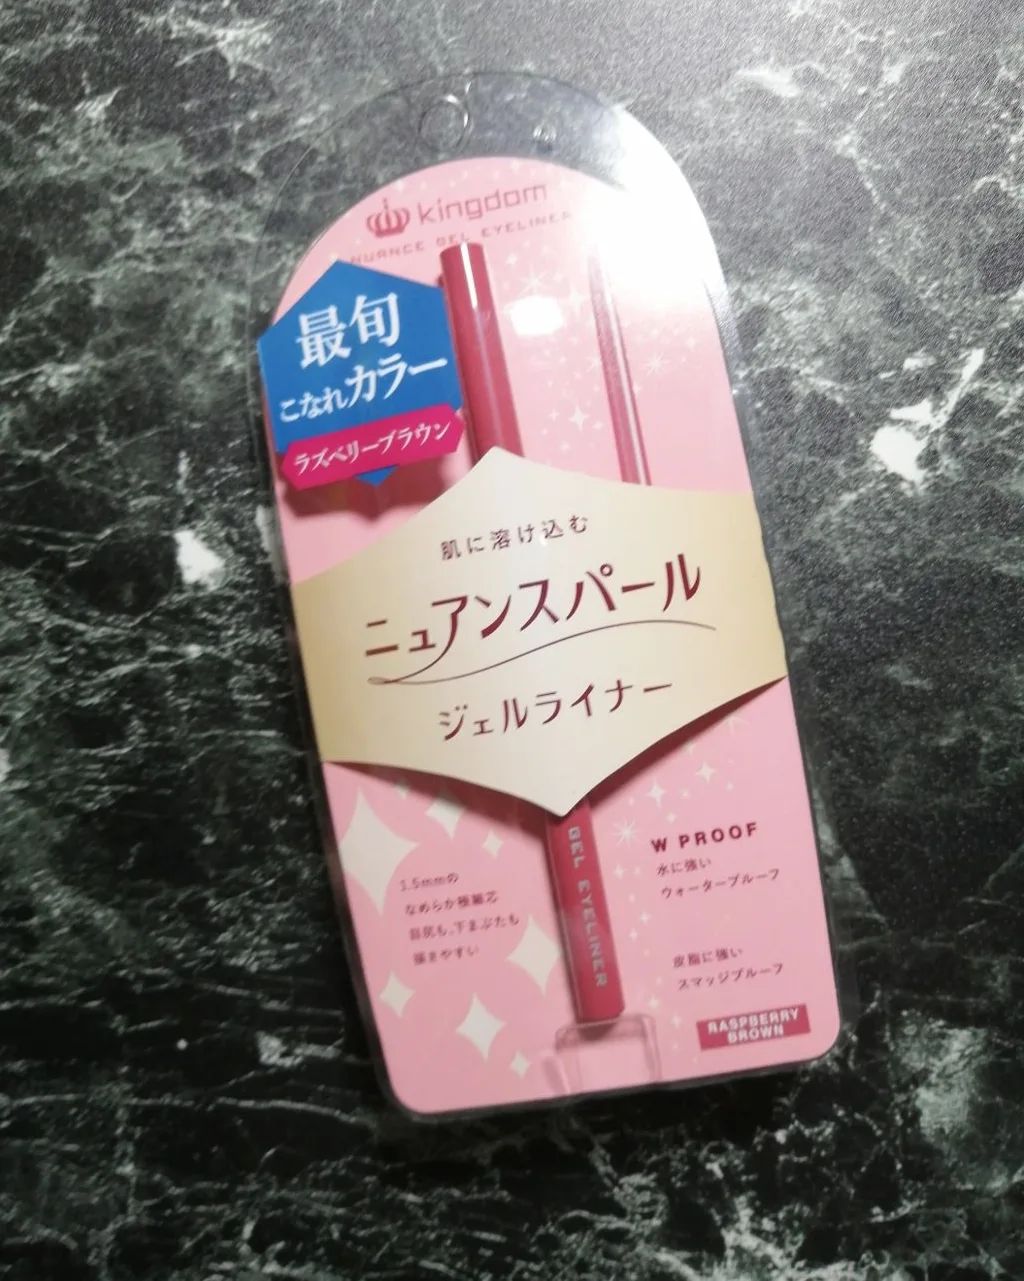 kingdom
NUANCE GEL EYELINER
最旬
こなれカラー
ラズベリーブラウン
肌に溶け込む
ニュアンスパール
ジェルライナー
GEL EYELINER
1.5mmの
なめらか極細芯
目尻も、下まぶたも
描きやすい
W PROOF
水に強い
ウォータープルーフ
皮脂に強い
スマッジプルーフ
RASPBERRY
BROWN